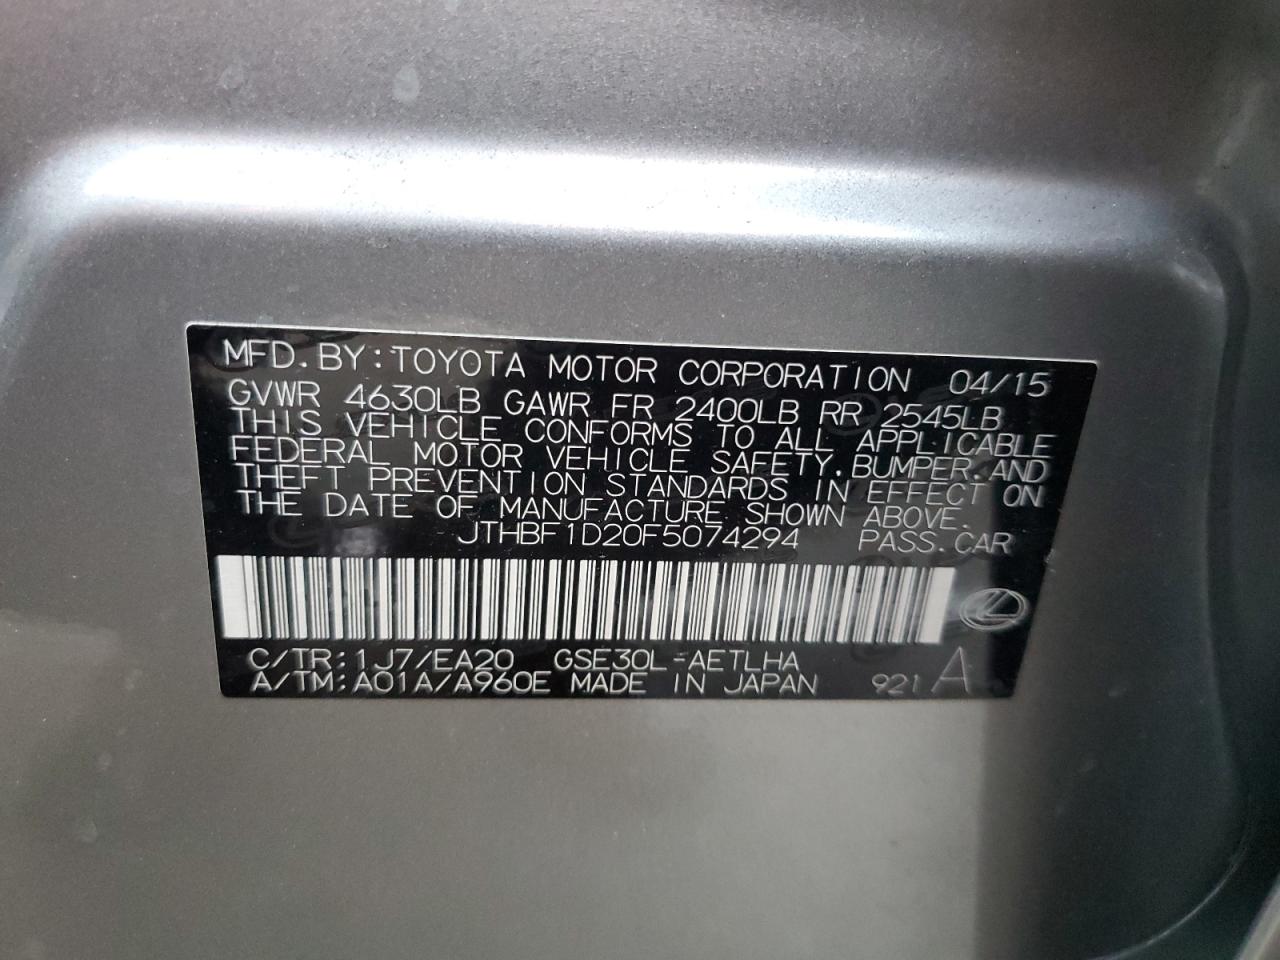 MFD.BY:TOYOTA MOTOR CORPORATION 04/15
GVWR 4630LB GAWR FR 2400LB RR 2545LB
THIS VEHICLE CONFORMS TO ALL APPLICABLE
FEDERAL MOTOR VEHICLE SAFETY,BUMPER,AND
THEFT PREVENTION STANDARDS IN EFFECT ON
THE DATE OF MANUFACTURE SHOWN ABOVE.
JTHBF1D20F5074294 PASS.CAR
C/TR:1J7/EA20 GSE30L-AETLHA
A/TM:A01A/A960E MADE IN JAPAN 921 A